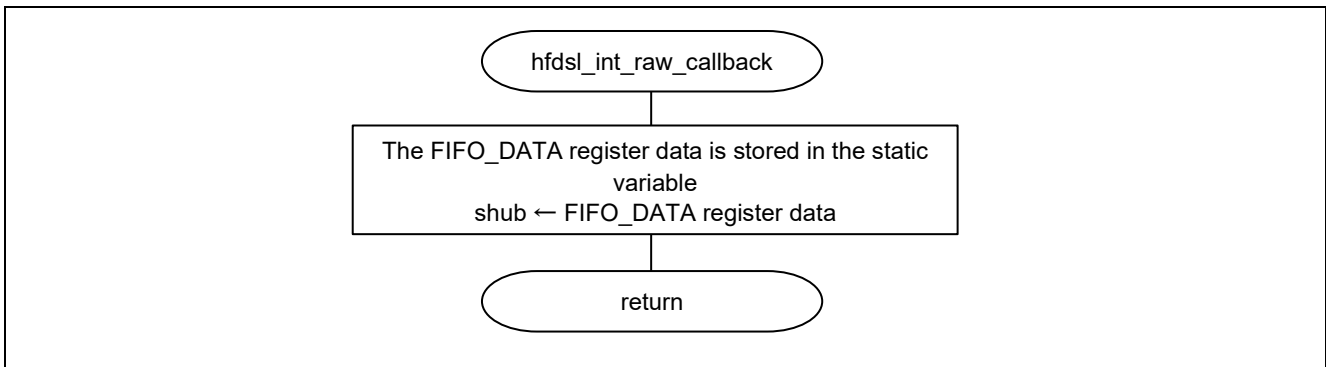 hfdsl_int_raw_callback
The FIFO_DATA register data is stored in the static
variable
shub ← FIFO_DATA register data
return